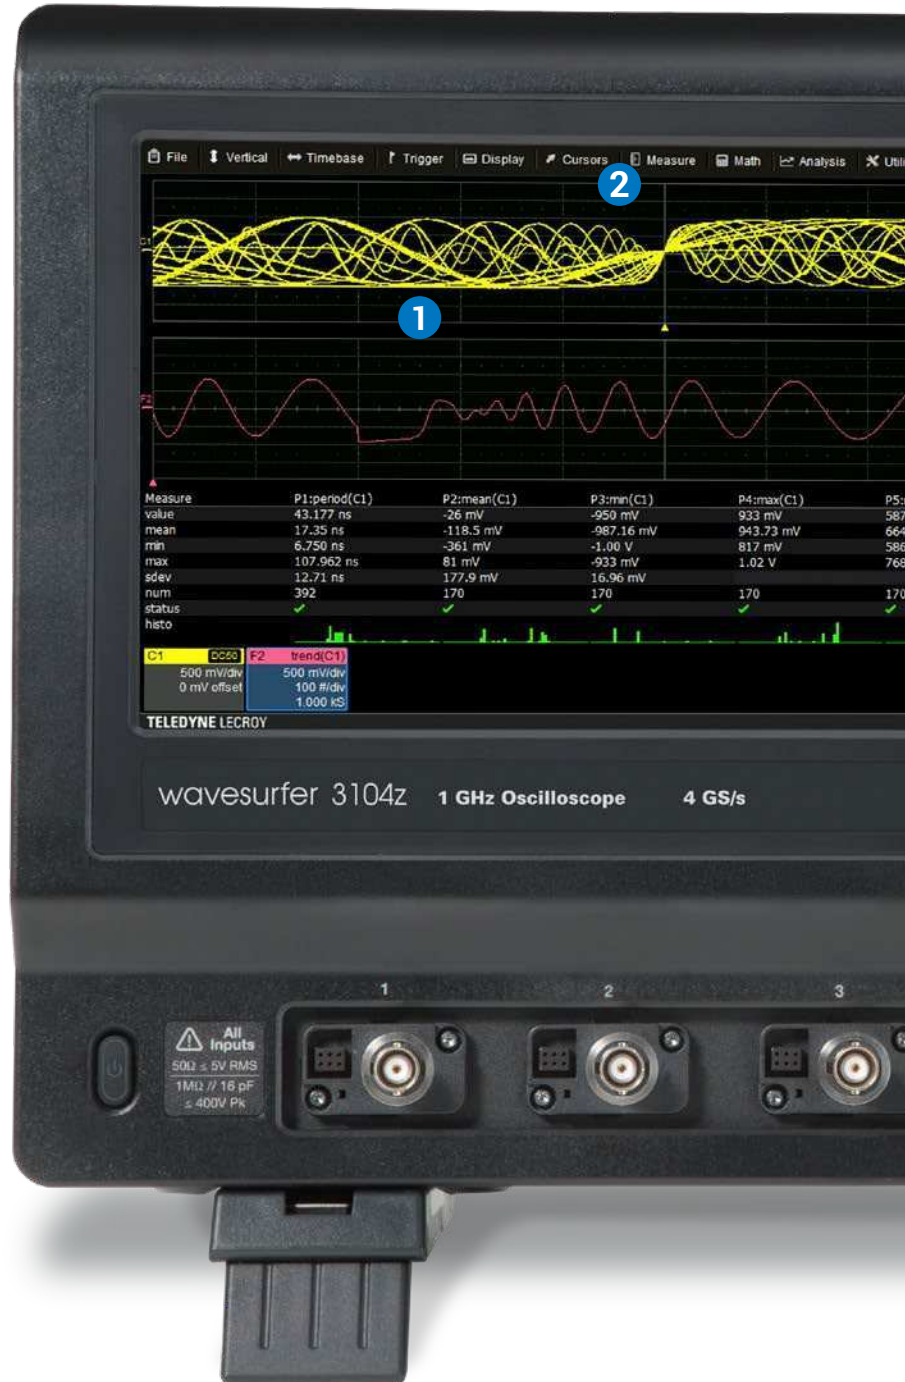 File Vertical Timebase Trigger Display Cursors Measure Math Analysis Utili
2
C1
1
F2
Measure P1:period(C1) P2:mean(C1) P3:min(C1) P4:max(C1) P5:
value 43.177 ns -26 mV -950 mV 933 mV 587
mean 17.35 ns -118.5 mV -987.16 mV 943.73 mV 664
min 6.750 ns -361 mV -1.00 V 817 mV 586
max 107.962 ns 81 mV -933 mV 1.02 V 768
sdev 12.71 ns 177.9 mV 16.96 mV
num 392 170 170 170 170
status
histo
C1 DC50 F2 trend(C1)
500 mV/div 500 mV/div
0 mV offset 100 #/div
1.000 kS
TELEDYNE LECROY
wavesurfer 3104z 1 GHz Oscilloscope 4 GS/s
1 2 3
All
Inputs
50Ω ≤ 5V RMS
1MΩ // 16 pF
≤ 400V Pk